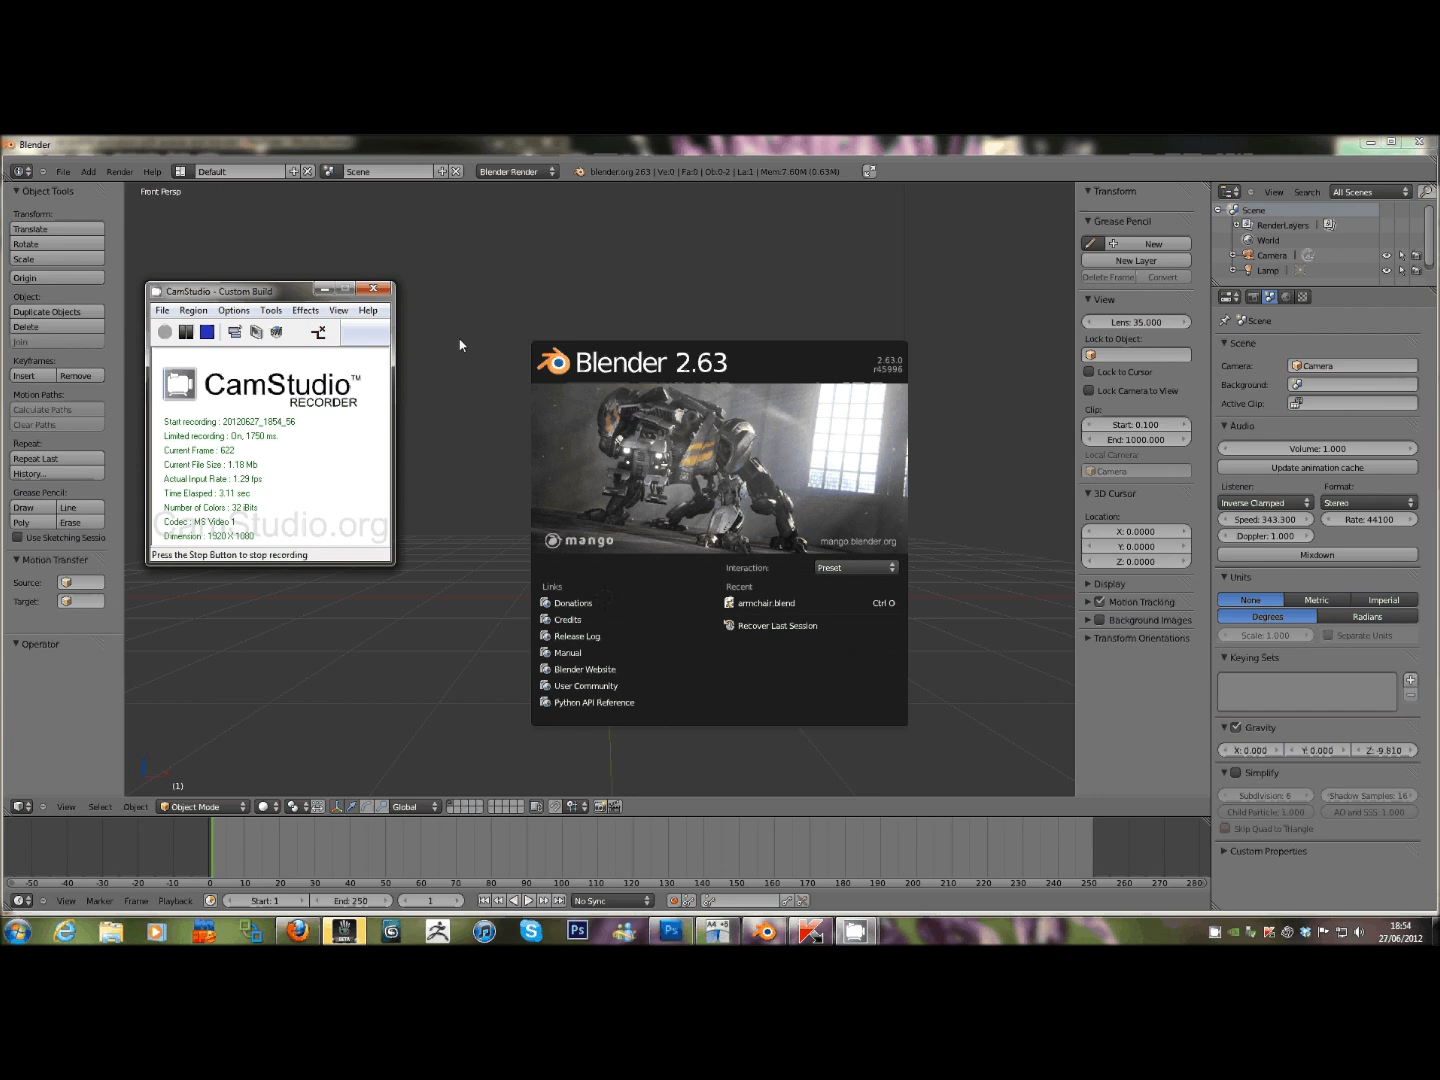 Blender
File Add Render Help Default Scene Blender Render blender.org 263 | Ve:0 | Fa:0 | Ob:0-2 | La:1 | Mem:7.60M (0.63M)
Object Tools
Transform:
Translate
Rotate
Scale
Origin
Object:
Duplicate Objects
Delete
Join
Keyframes:
Insert Remove
Motion Paths:
Calculate Paths
Clear Paths
Repeat:
Repeat Last
History...
Grease Pencil:
Draw Line
Poly Erase
Use Sketching Sessio
Motion Transfer
Source:
Target:
Operator
Front Persp
CamStudio - Custom Build
File Region Options Tools Effects View Help
CamStudio™
RECORDER
Start recording : 20120627_1854_56
Limited recording : On, 1750 ms.
Current Frame : 622
Current File Size : 1.18 Mb
Actual Input Rate : 1.29 fps
Time Elasped : 3.11 sec
Number of Colors : 32 iBits
Codec : MS Video 1
CamStudio.org
Dimension : 1920 X 1080
Press the Stop Button to stop recording
Blender 2.63
2.63.0
r45996
mango
mango.blender.org
Interaction: Preset
Links
Donations
Credits
Release Log
Manual
Blender Website
User Community
Python API Reference
Recent
armchair.blend Ctrl O
Recover Last Session
(1)
Transform
Grease Pencil
New
New Layer
Delete Frame Convert
View
Lens: 35.000
Lock to Object:
Lock to Cursor
Lock Camera to View
Clip:
Start: 0.100
End: 1000.000
Local Camera:
Camera
3D Cursor
Location:
X: 0.0000
Y: 0.0000
Z: 0.0000
Display
Motion Tracking
Background Images
Transform Orientations
View Search All Scenes
Scene
RenderLayers
World
Camera
Lamp
Scene
Scene
Camera: Camera
Background:
Active Clip:
Audio
Volume: 1.000
Update animation cache
Listener: Format:
Inverse Clamped Stereo
Speed: 343.300 Rate: 44100
Doppler: 1.000
Mixdown
Units
None Metric Imperial
Degrees Radians
Scale: 1.000 Separate Units
Keying Sets
Gravity
X: 0.000 Y: 0.000 Z: -9.810
Simplify
Subdivision: 6 Shadow Samples: 16
Child Particle: 1.000 AO and SSS: 1.000
Skip Quad to Triangle
Custom Properties
View Select Object Object Mode Global
-50 -40 -30 -20 -10 0 10 20 30 40 50 60 70 80 90 100 110 120 130 140 150 160 170 180 190 200 210 220 230 240 250 260 270 280
View Marker Frame Playback Start: 1 End: 250 1 No Sync
BETA
Ps
Ps
18:54
27/06/2012